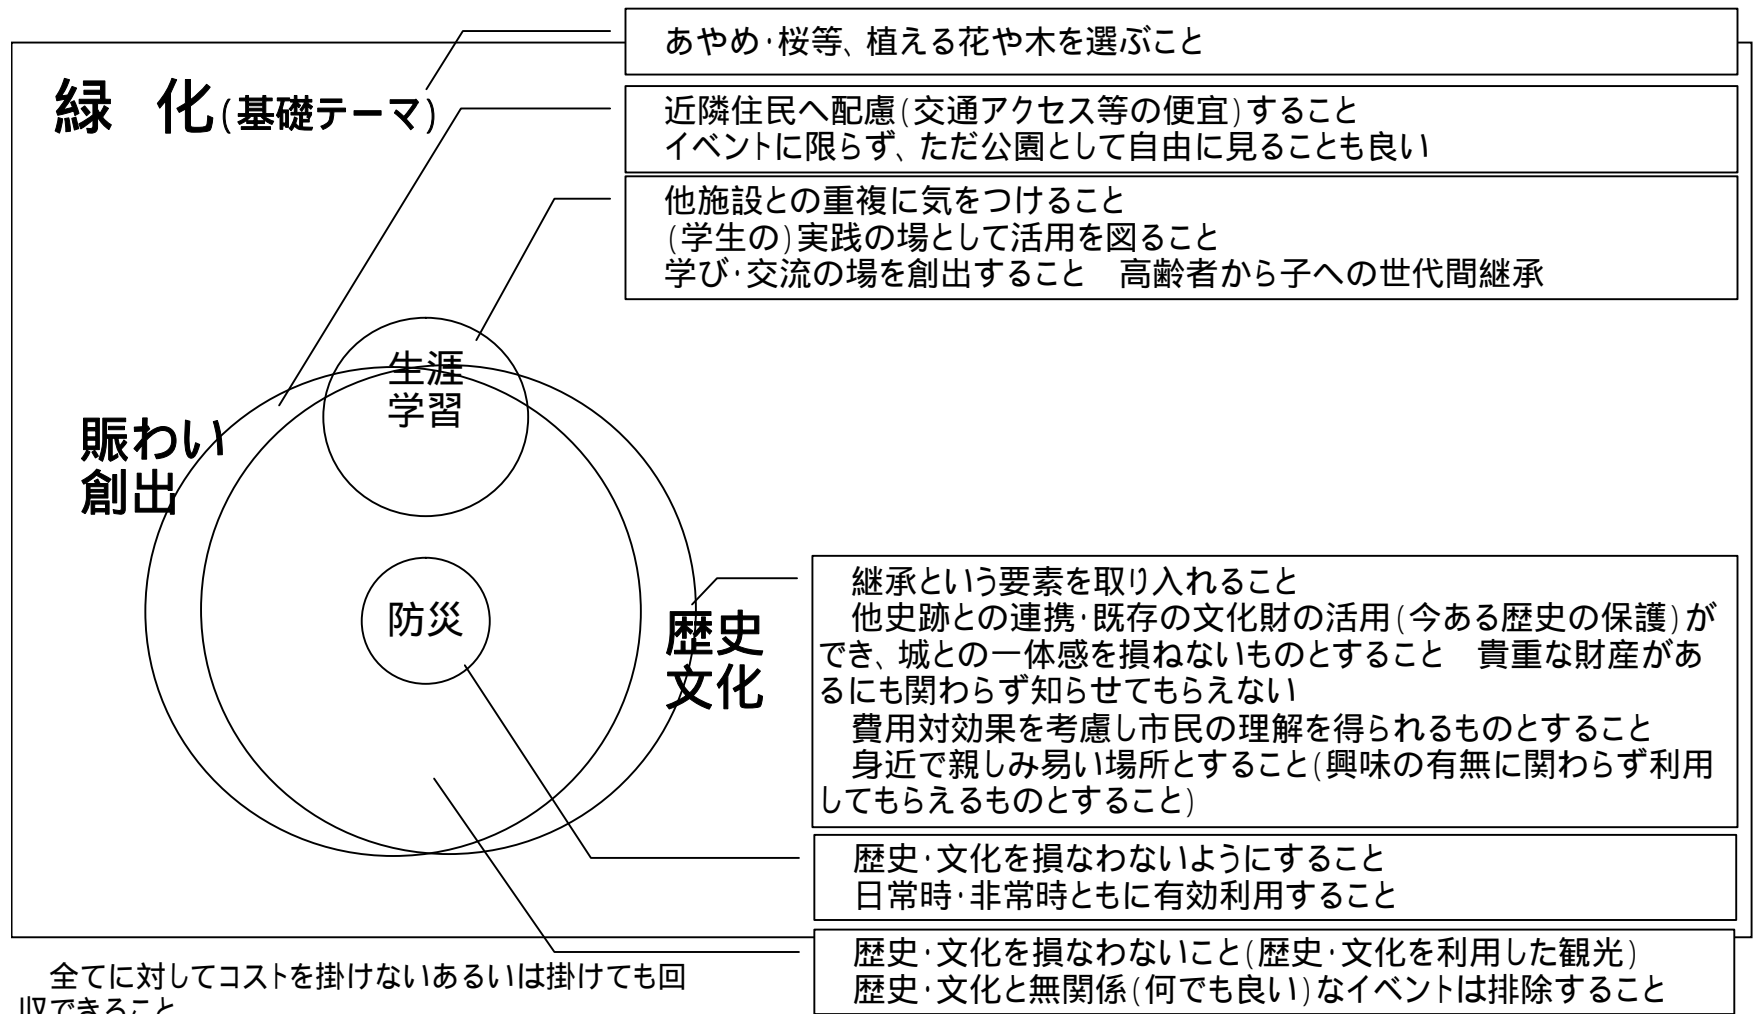 あやめ･桜等、植える花や木を選ぶこと
緑　化(基礎テーマ)
近隣住民へ配慮(交通アクセス等の便宜)すること
イベントに限らず、ただ公園として自由に見ることも良い
他施設との重複に気をつけること
(学生の)実践の場として活用を図ること
学び･交流の場を創出すること　高齢者から子への世代間継承
生涯
学習
賑わい
創出
防災
歴史
文化
継承という要素を取り入れること
他史跡との連携･既存の文化財の活用(今ある歴史の保護)が
でき、城との一体感を損ねないものとすること　貴重な財産があ
るにも関わらず知らせてもらえない
費用対効果を考慮し市民の理解を得られるものとすること
身近で親しみ易い場所とすること(興味の有無に関わらず利用
してもらえるものとすること)
歴史･文化を損なわないようにすること
日常時･非常時ともに有効利用すること
歴史･文化を損なわないこと(歴史･文化を利用した観光)
歴史･文化と無関係(何でも良い)なイベントは排除すること
全てに対してコストを掛けないあるいは掛けても回
収できること